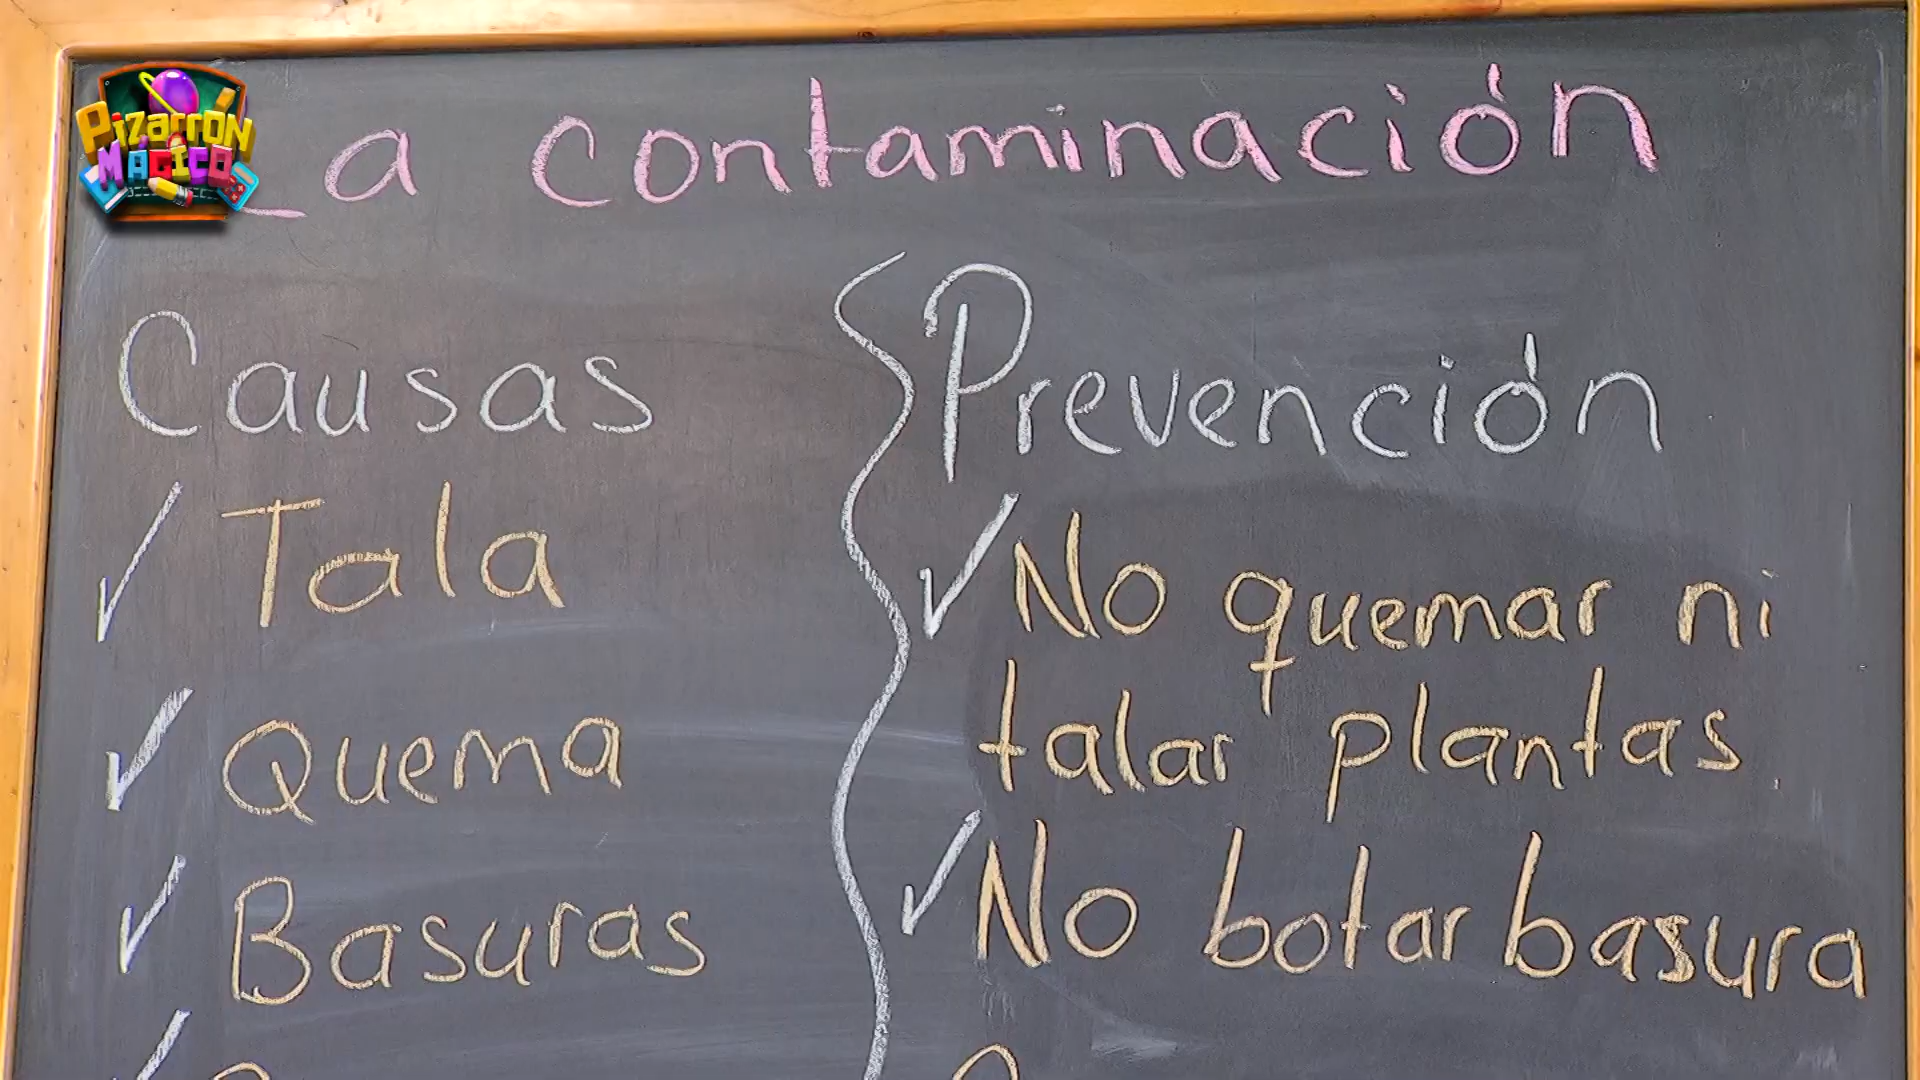 Pizarrón
Mágico
La contaminación
Causas
✓ Tala
✓ Quema
✓ Basuras
Prevención
✓ No quemar ni
talar plantas
✓ No botar basura